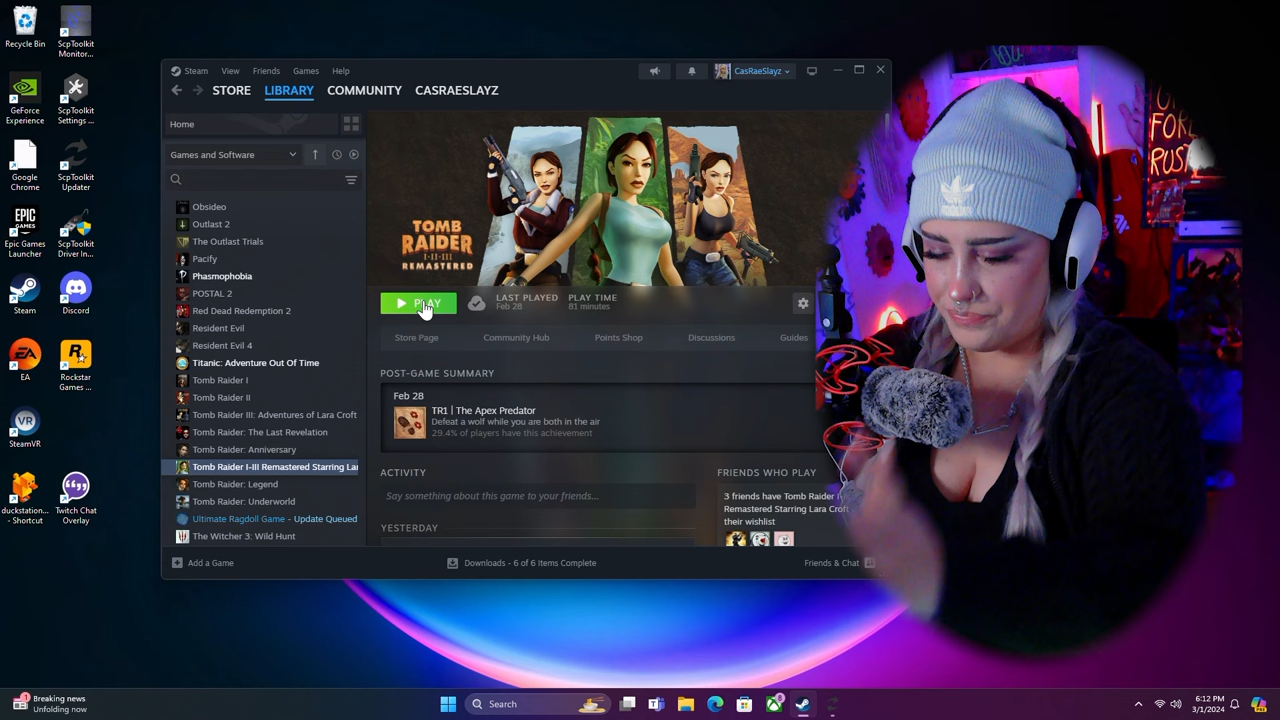 Recycle Bin
ScpToolkit
Monitor...
GeForce
Experience
ScpToolkit
Settings ...
Google
Chrome
ScpToolkit
Updater
EPIC
GAMES
Epic Games
Launcher
ScpToolkit
Driver In...
Steam
Discord
EA
EA
Rockstar
Games ...
VR
SteamVR
duckstation...
- Shortcut
Twitch Chat
Overlay
Steam View Friends Games Help
CasRaeSlayz
STORE LIBRARY COMMUNITY CASRAESLAYZ
Home
Games and Software
Obsideo
Outlast 2
The Outlast Trials
Pacify
Phasmophobia
POSTAL 2
Red Dead Redemption 2
Resident Evil
Resident Evil 4
Titanic: Adventure Out Of Time
Tomb Raider I
Tomb Raider II
Tomb Raider III: Adventures of Lara Croft
Tomb Raider: The Last Revelation
Tomb Raider: Anniversary
Tomb Raider I-III Remastered Starring Lar
Tomb Raider: Legend
Tomb Raider: Underworld
Ultimate Ragdoll Game - Update Queued
The Witcher 3: Wild Hunt
TOMB
RAIDER
I·II·III
REMASTERED
PLAY
LAST PLAYED
Feb 28
PLAY TIME
81 minutes
Store Page Community Hub Points Shop Discussions Guides
POST-GAME SUMMARY
Feb 28
TR1 | The Apex Predator
Defeat a wolf while you are both in the air
29.4% of players have this achievement
ACTIVITY
Say something about this game to your friends...
YESTERDAY
FRIENDS WHO PLAY
3 friends have Tomb Raider I-
Remastered Starring Lara Croft
their wishlist
Add a Game
Downloads - 6 of 6 Items Complete
Friends & Chat
adidas
FOR
RUST
Breaking news
Unfolding now
Search
6:12 PM
3/1/2024